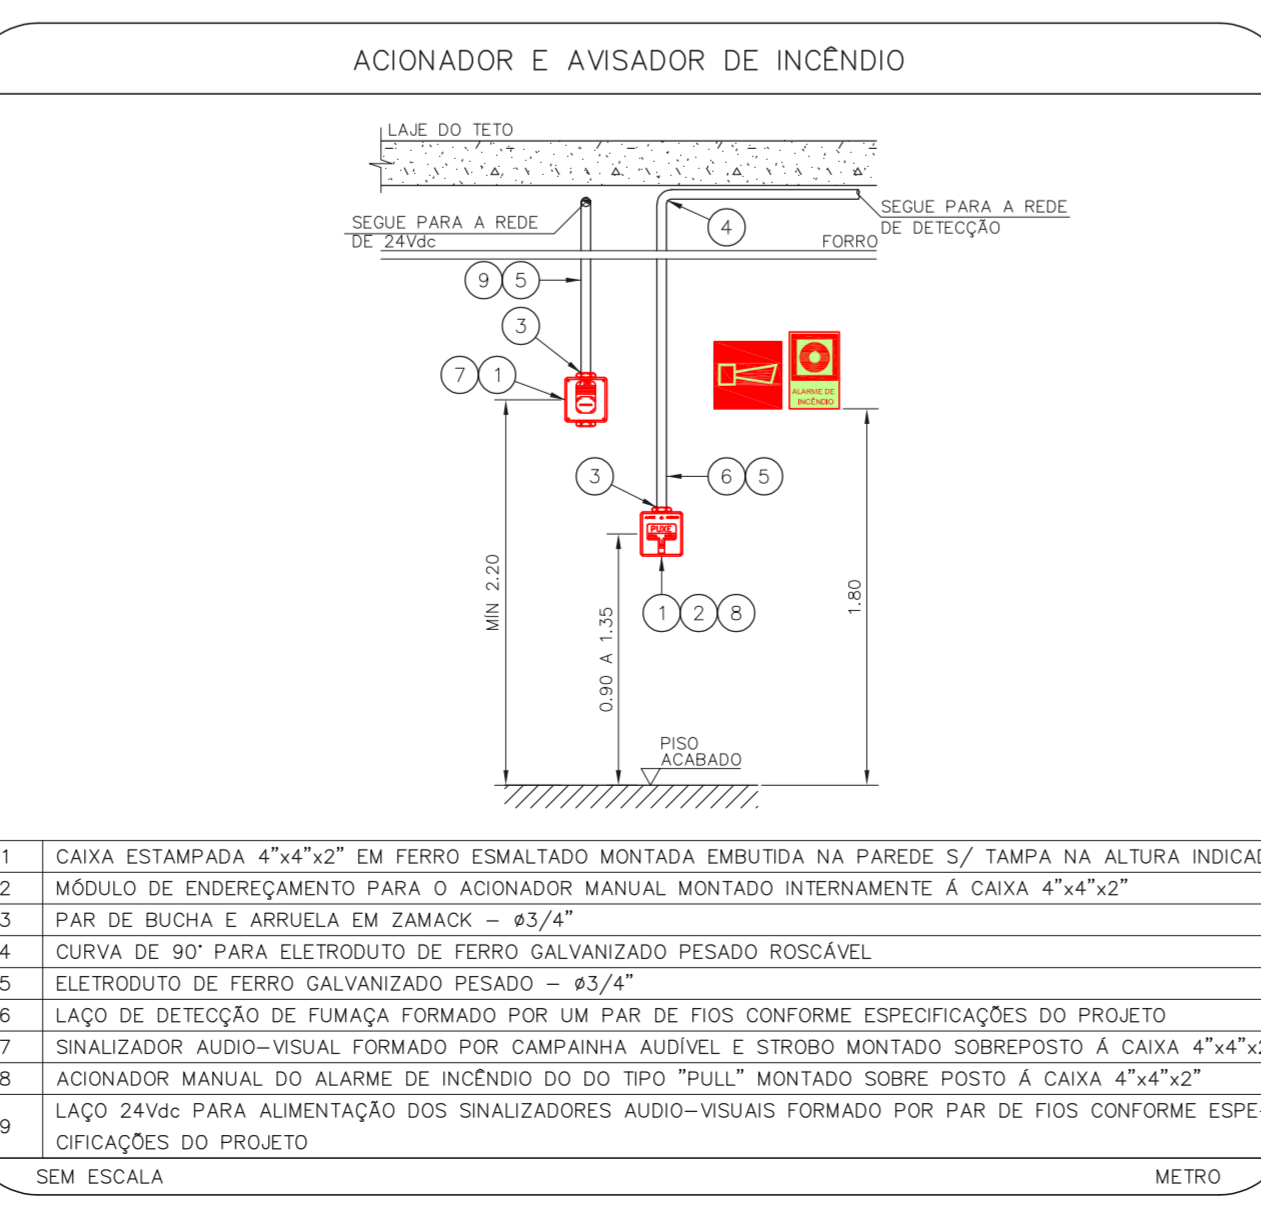 ACIONADOR E AVISADOR DE INCÊNDIO
LAJE DO TETO
SEGUE PARA A REDE
DE 24Vdc
SEGUE PARA A REDE
DE DETECÇÃO
4
FORRO
9 5
3
7 1
ALARME DE
INCÊNDIO
3
6 5
PUXE
1 2 8
MÍN 2.20
0.90 A 1.35
1.80
PISO
ACABADO
1 CAIXA ESTAMPADA 4"x4"x2" EM FERRO ESMALTADO MONTADA EMBUTIDA NA PAREDE S/ TAMPA NA ALTURA INDICAD
2 MÓDULO DE ENDEREÇAMENTO PARA O ACIONADOR MANUAL MONTADO INTERNAMENTE Á CAIXA 4"x4"x2"
3 PAR DE BUCHA E ARRUELA EM ZAMACK – ø3/4"
4 CURVA DE 90° PARA ELETRODUTO DE FERRO GALVANIZADO PESADO ROSCÁVEL
5 ELETRODUTO DE FERRO GALVANIZADO PESADO – ø3/4"
6 LAÇO DE DETECÇÃO DE FUMAÇA FORMADO POR UM PAR DE FIOS CONFORME ESPECIFICAÇÕES DO PROJETO
7 SINALIZADOR AUDIO–VISUAL FORMADO POR CAMPAINHA AUDÍVEL E STROBO MONTADO SOBREPOSTO Á CAIXA 4"x4"x2
8 ACIONADOR MANUAL DO ALARME DE INCÊNDIO DO DO TIPO "PULL" MONTADO SOBRE POSTO Á CAIXA 4"x4"x2"
9 LAÇO 24Vdc PARA ALIMENTAÇÃO DOS SINALIZADORES AUDIO–VISUAIS FORMADO POR PAR DE FIOS CONFORME ESPE-
CIFICAÇÕES DO PROJETO
SEM ESCALA
METRO